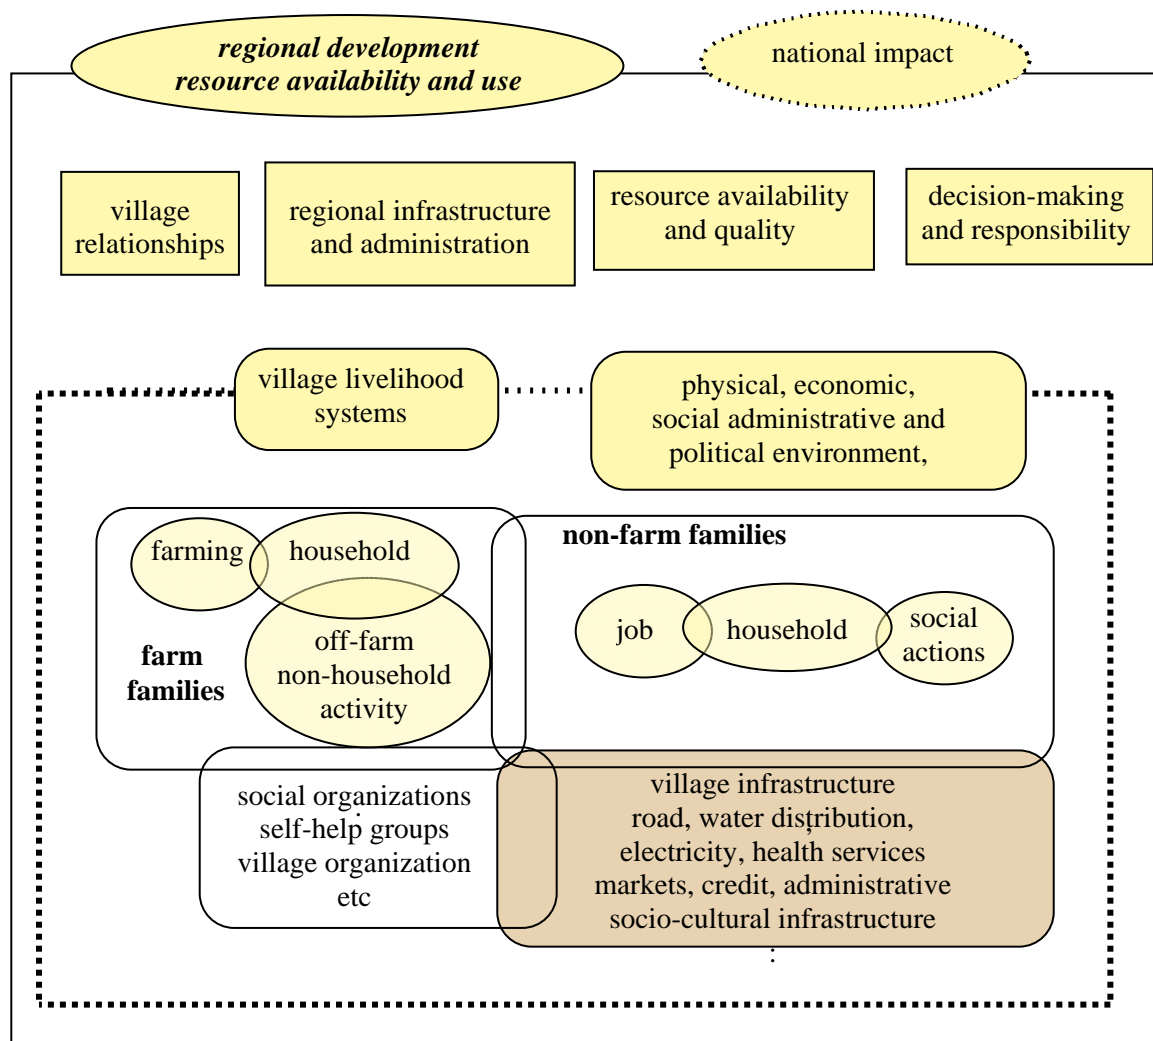 regional development
resource availability and use
national impact
village
relationships
regional infrastructure
and administration
resource availability
and quality
decision-making
and responsibility
village livelihood
systems
physical, economic,
social administrative and
political environment,
farming
household
off-farm
non-household
activity
farm
families
non-farm families
job
household
social
actions
social organizations
self-help groups
village organization
etc
village infrastructure
road, water distribution,
electricity, health services
markets, credit, administrative
socio-cultural infrastructure